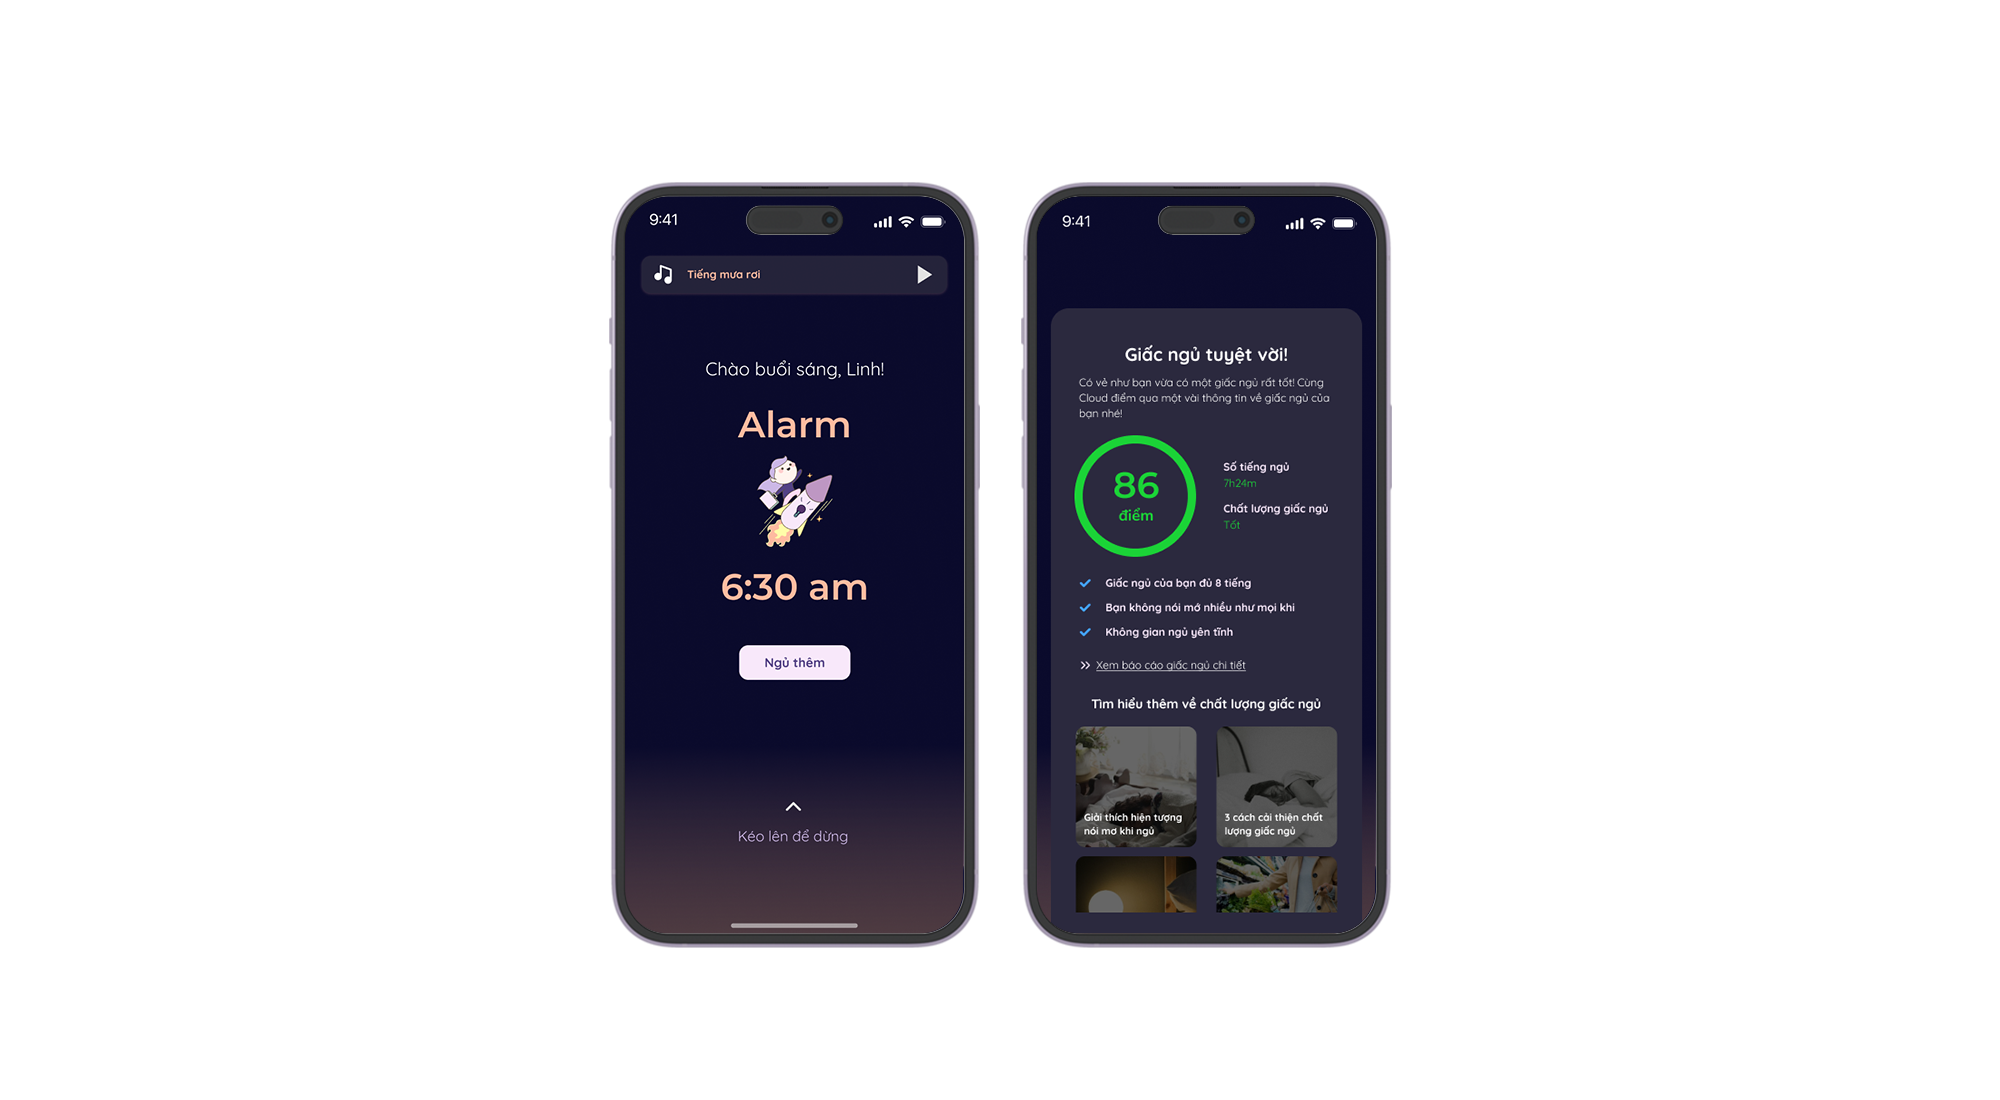 9:41
Tiếng mưa rơi
Chào buổi sáng, Linh!
Alarm
6:30 am
Ngủ thêm
Kéo lên để dừng
9:41
Giấc ngủ tuyệt vời!
Có vẻ như bạn vừa có một giấc ngủ rất tốt! Cùng
Cloud điểm qua một vài thông tin về giấc ngủ của
bạn nhé!
86
điểm
Số tiếng ngủ
7h24m
Chất lượng giấc ngủ
Tốt
Giấc ngủ của bạn đủ 8 tiếng
Bạn không nói mớ nhiều như mọi khi
Không gian ngủ yên tĩnh
Xem báo cáo giấc ngủ chi tiết
Tìm hiểu thêm về chất lượng giấc ngủ
Giải thích hiện tượng
nói mơ khi ngủ
3 cách cải thiện chất
lượng giấc ngủ